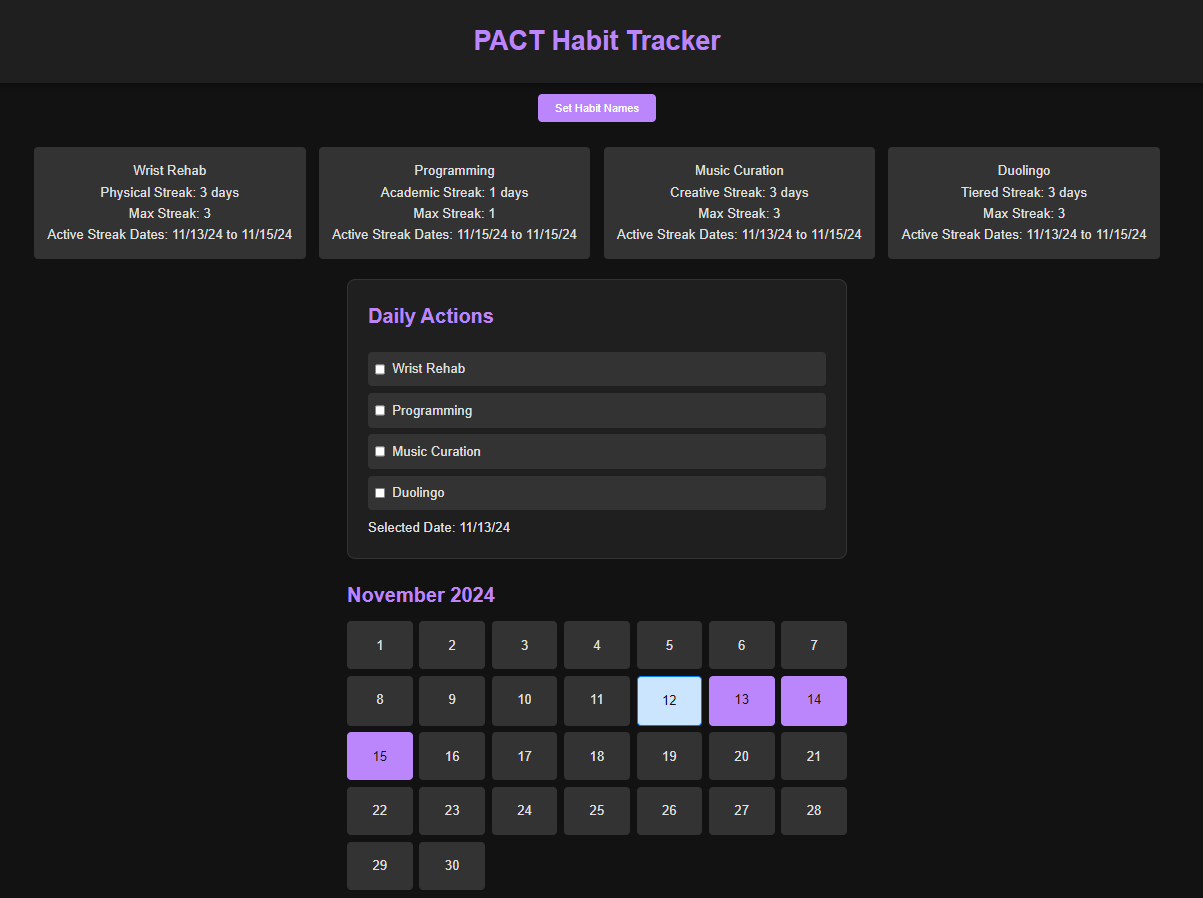 PACT Habit Tracker
Set Habit Names
Wrist Rehab
Physical Streak: 3 days
Max Streak: 3
Active Streak Dates: 11/13/24 to 11/15/24
Programming
Academic Streak: 1 days
Max Streak: 1
Active Streak Dates: 11/15/24 to 11/15/24
Music Curation
Creative Streak: 3 days
Max Streak: 3
Active Streak Dates: 11/13/24 to 11/15/24
Duolingo
Tiered Streak: 3 days
Max Streak: 3
Active Streak Dates: 11/13/24 to 11/15/24
Daily Actions
Wrist Rehab
Programming
Music Curation
Duolingo
Selected Date: 11/13/24
November 2024
1 2 3 4 5 6 7
8 9 10 11 12 13 14
15 16 17 18 19 20 21
22 23 24 25 26 27 28
29 30